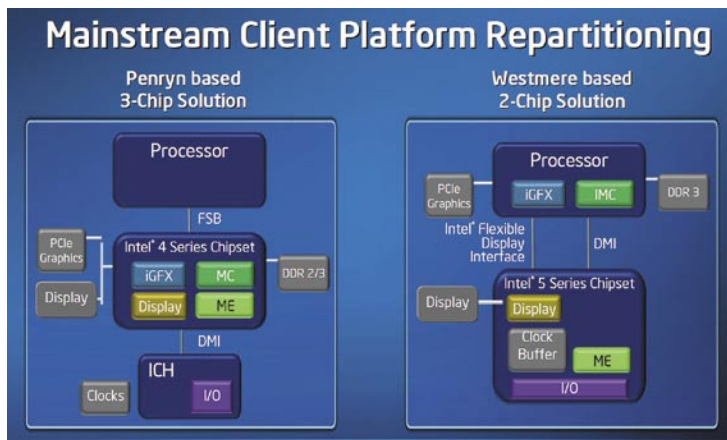 Mainstream Client Platform Repartitioning
Penryn based
3-Chip Solution
Processor
FSB
PCIe
Graphics
Display
Intel® 4 Series Chipset
iGFX
MC
Display
ME
DDR 2/3
DMI
ICH
Clocks
I/O
Westmere based
2-Chip Solution
Processor
PCIe
Graphics
iGFX
IMC
DDR 3
Intel® Flexible
Display
Interface
DMI
Intel® 5 Series Chipset
Display
Display
Clock
Buffer
ME
I/O